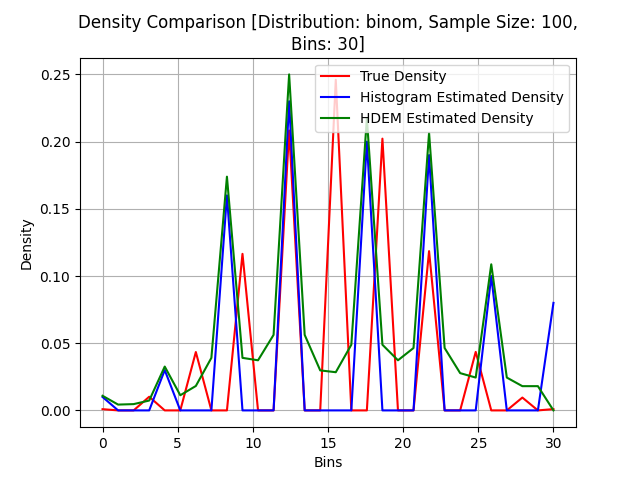 Density Comparison [Distribution: binom, Sample Size: 100,
Bins: 30]
True Density
Histogram Estimated Density
HDEM Estimated Density
Density
0.25
0.20
0.15
0.10
0.05
0.00
0 5 10 15 20 25 30
Bins